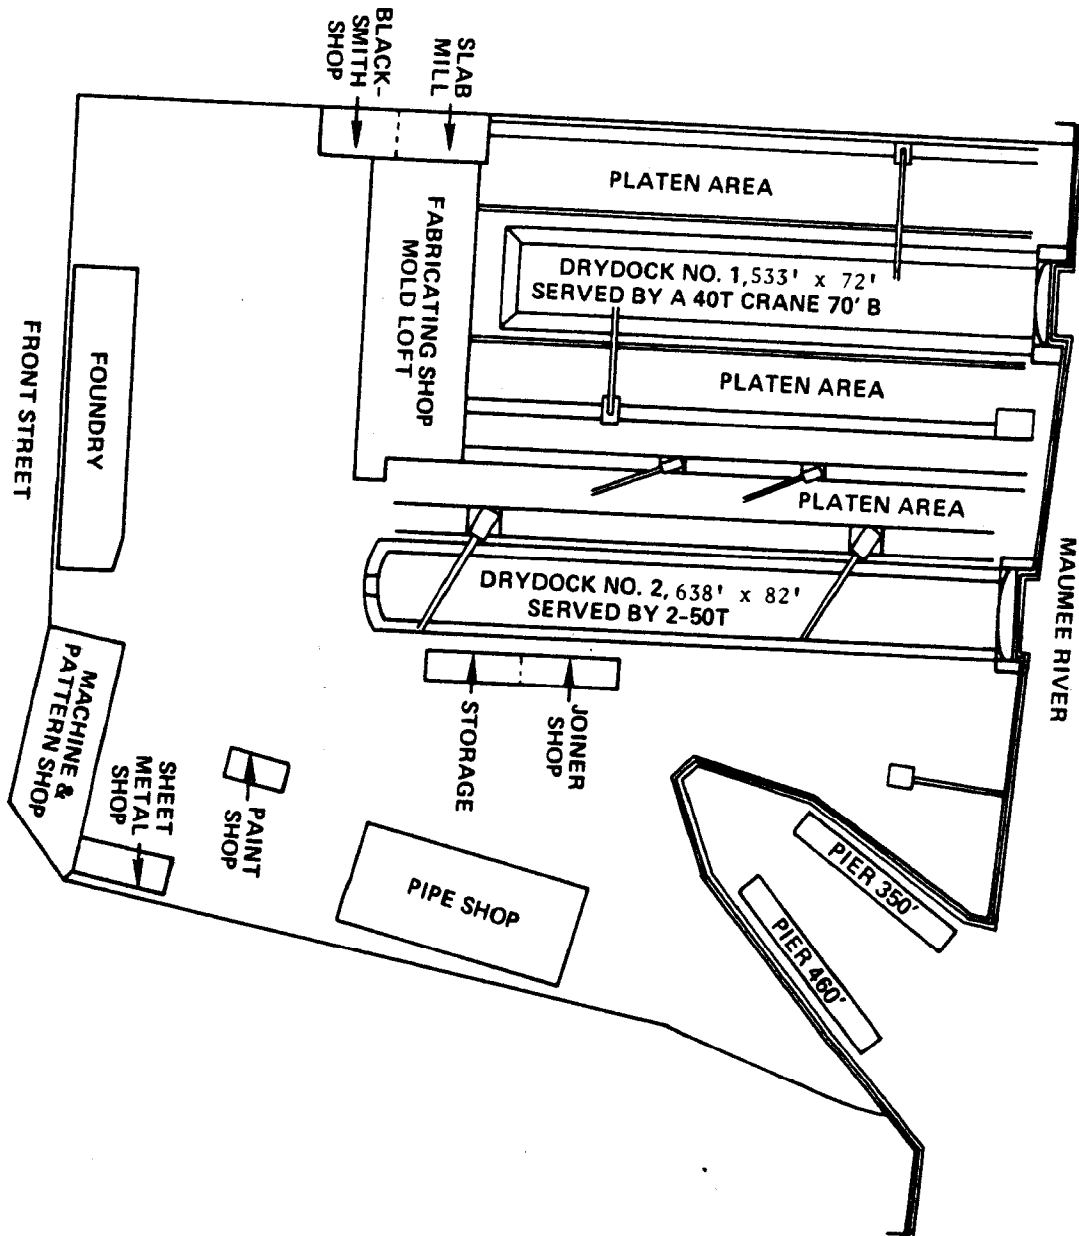 BLACK-
SMITH
SHOP
SLAB
MILL
PLATEN AREA
FABRICATING SHOP
MOLD LOFT
DRYDOCK NO. 1, 533' x 72'
SERVED BY A 40T CRANE 70' B
FRONT STREET
FOUNDRY
PLATEN AREA
PLATEN AREA
MAUMEE RIVER
DRYDOCK NO. 2, 638' x 82'
SERVED BY 2-50T
MACHINE &
PATTERN SHOP
SHEET
METAL
SHOP
PAINT
SHOP
STORAGE
JOINER
SHOP
PIPE SHOP
PIER 350'
PIER 460'